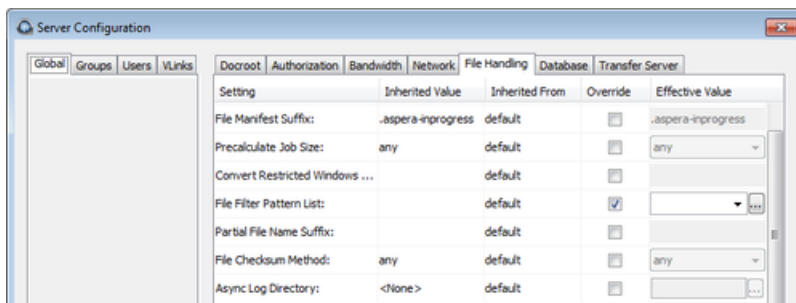 Server Configuration
Global Groups Users VLinks
Docroot Authorization Bandwidth Network File Handling Database Transfer Server
Setting Inherited Value Inherited From Override Effective Value
File Manifest Suffix: .aspera-inprogress default .aspera-inprogress
Precalculate Job Size: any default any
Convert Restricted Windows ... default
File Filter Pattern List: default ...
Partial File Name Suffix: default
File Checksum Method: any default any
Async Log Directory: <None> default ...